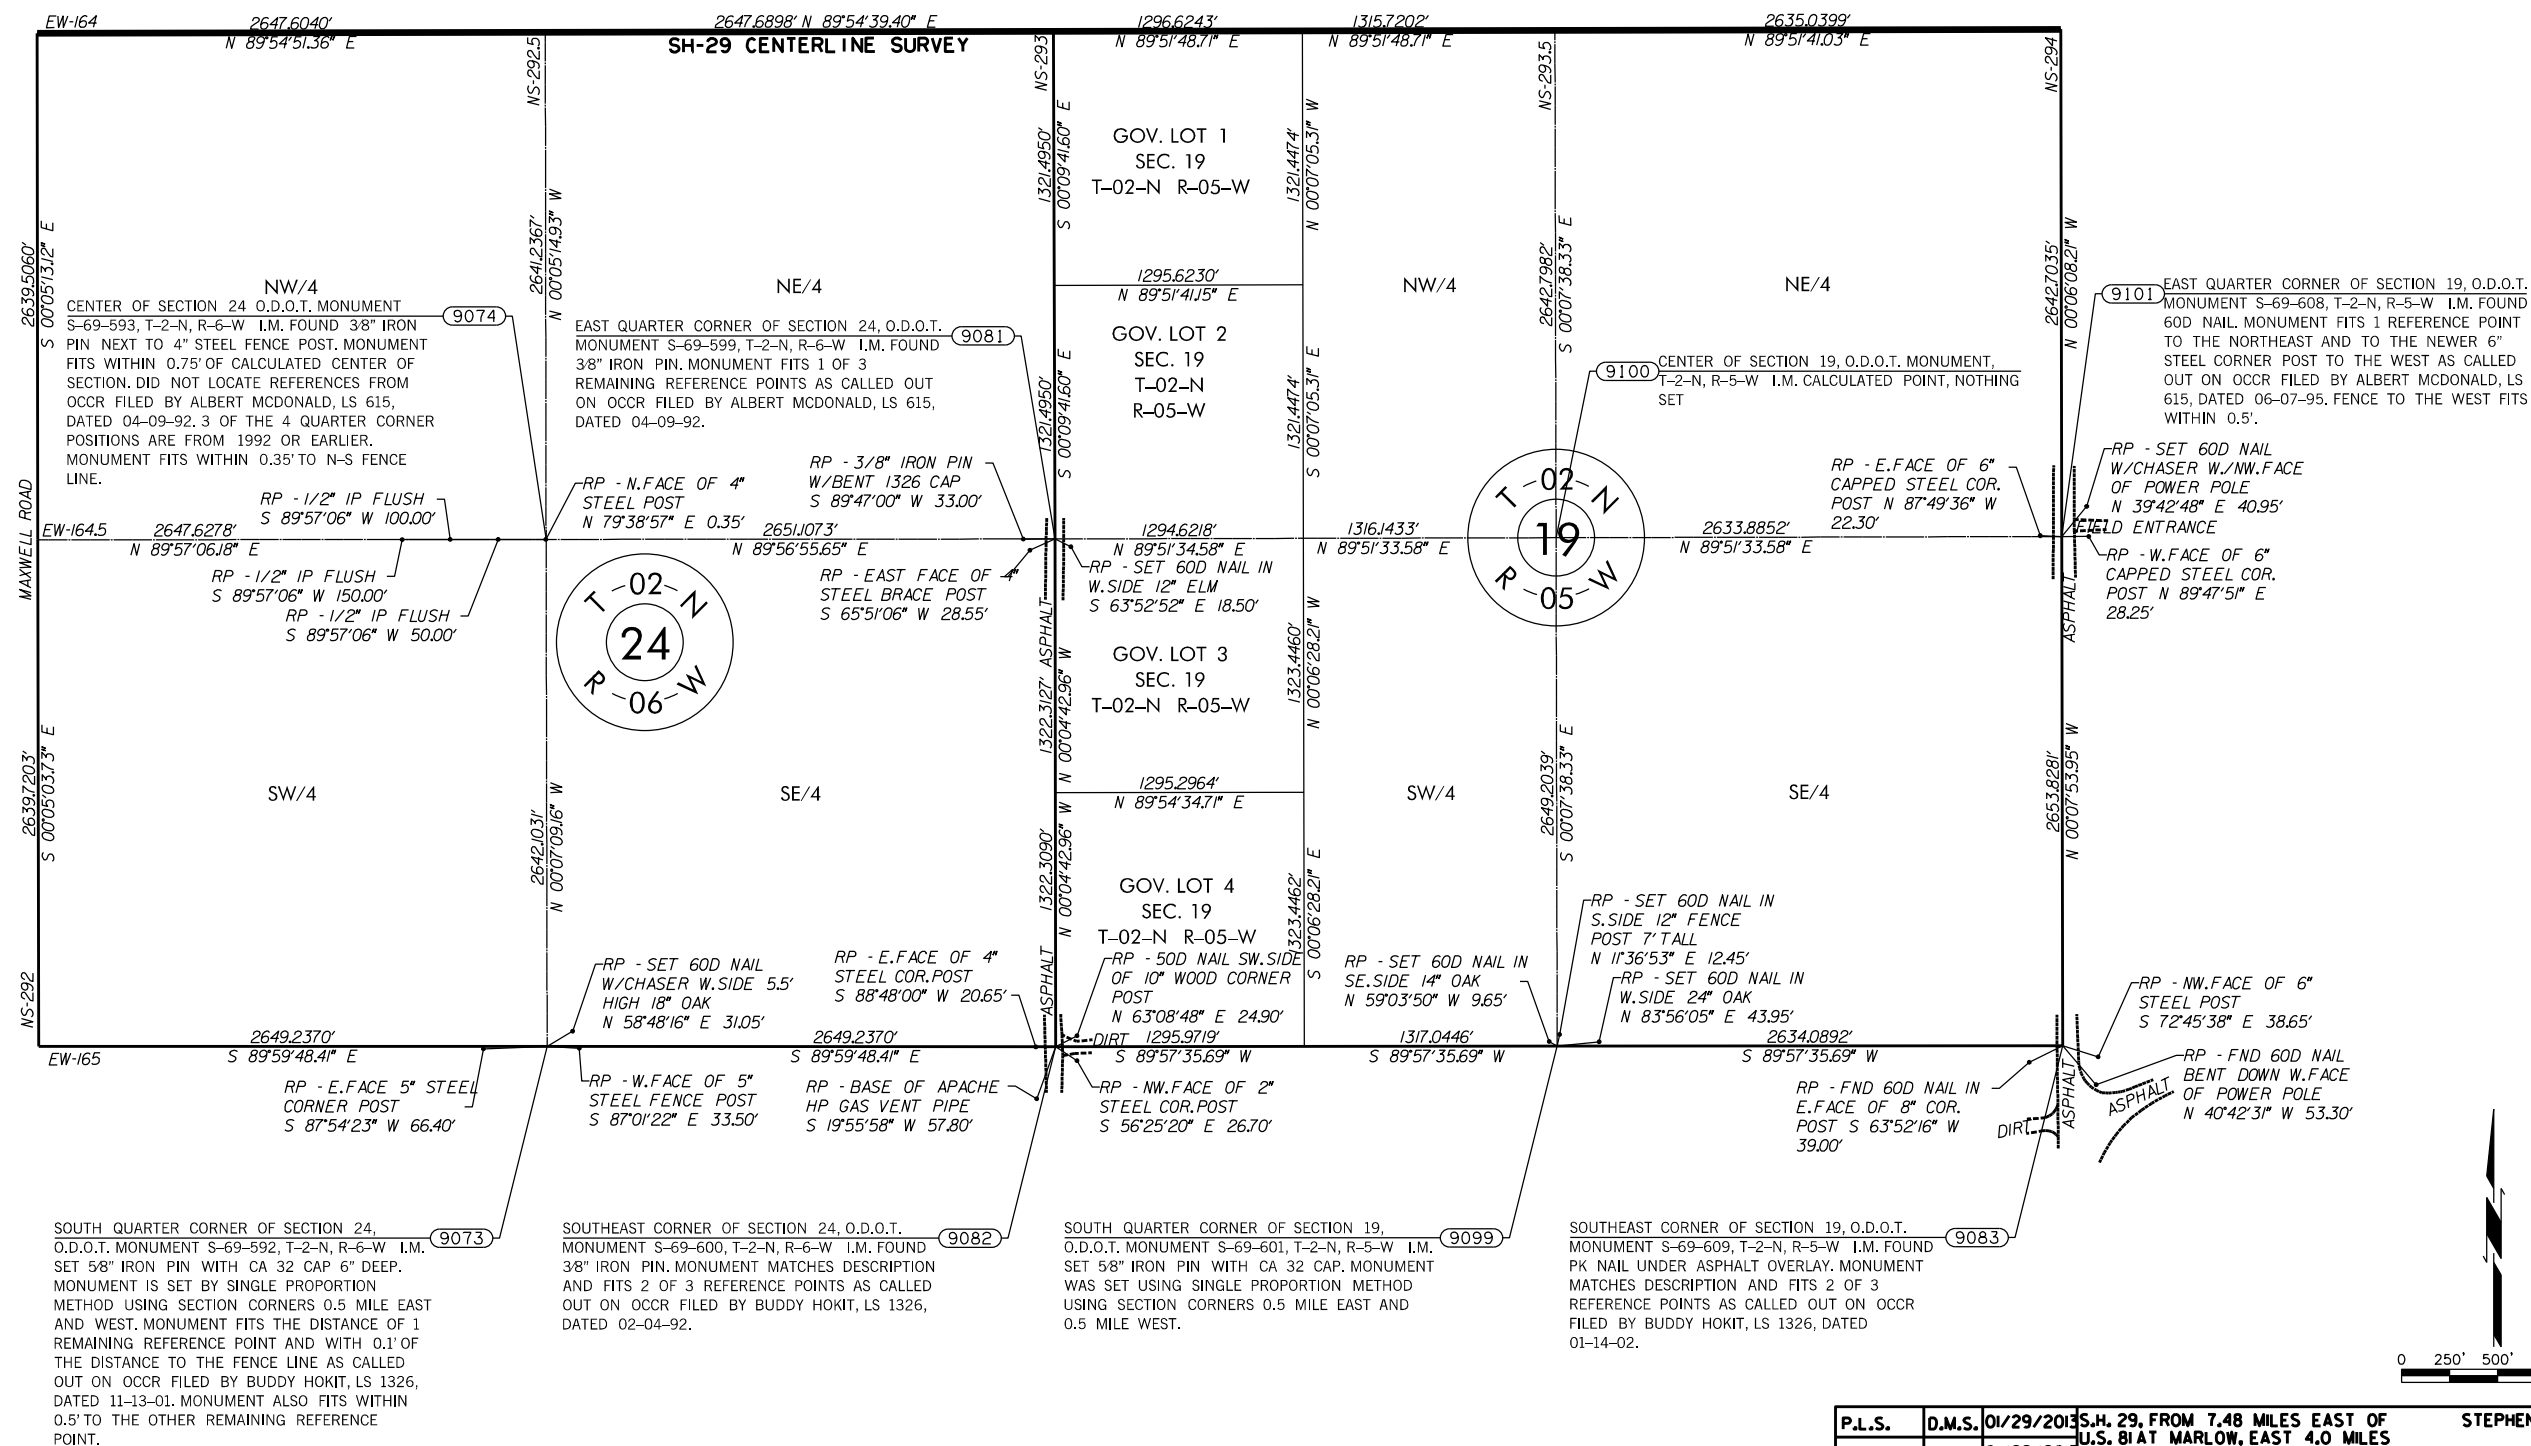 EW-164
2647.6040'
N 89°54'51.36" E
2647.6898' N 89°54'39.40" E
SH-29 CENTERLINE SURVEY
1296.6243'
N 89°51'48.71" E
1315.7202'
N 89°51'48.71" E
2635.0399'
N 89°51'41.03" E
NS-292.5
NS-293
NS-293.5
NS-294
2639.5060'
S 00°05'13.12" E
2641.2367'
N 00°05'14.93" W
1321.4950'
S 00°09'41.60" E
GOV. LOT 1
SEC. 19
T-02-N R-05-W
1321.4474'
N 00°07'05.31" W
2642.7982'
S 00°07'38.33" E
2642.7035'
N 00°06'08.21" W
NW/4
NE/4
1295.6230'
N 89°51'41.15" E
NW/4
NE/4
CENTER OF SECTION 24 O.D.O.T. MONUMENT
S-69-593, T-2-N, R-6-W I.M. FOUND 3/8" IRON
PIN NEXT TO 4" STEEL FENCE POST. MONUMENT
FITS WITHIN 0.75' OF CALCULATED CENTER OF
SECTION. DID NOT LOCATE REFERENCES FROM
OCCR FILED BY ALBERT MCDONALD, LS 615,
DATED 04-09-92. 3 OF THE 4 QUARTER CORNER
POSITIONS ARE FROM 1992 OR EARLIER.
MONUMENT FITS WITHIN 0.35' TO N-S FENCE
LINE.
9074
EAST QUARTER CORNER OF SECTION 24, O.D.O.T.
MONUMENT S-69-599, T-2-N, R-6-W I.M. FOUND
3/8" IRON PIN. MONUMENT FITS 1 OF 3
REMAINING REFERENCE POINTS AS CALLED OUT
ON OCCR FILED BY ALBERT MCDONALD, LS 615,
DATED 04-09-92.
9081
GOV. LOT 2
SEC. 19
T-02-N
R-05-W
1321.4950'
S 00°09'41.60" E
1321.4474'
S 00°07'05.31" E
9100
CENTER OF SECTION 19, O.D.O.T. MONUMENT,
T-2-N, R-5-W I.M. CALCULATED POINT, NOTHING
SET
9101
EAST QUARTER CORNER OF SECTION 19, O.D.O.T.
MONUMENT S-69-608, T-2-N, R-5-W I.M. FOUND
60D NAIL. MONUMENT FITS 1 REFERENCE POINT
TO THE NORTHEAST AND TO THE NEWER 6"
STEEL CORNER POST TO THE WEST AS CALLED
OUT ON OCCR FILED BY ALBERT MCDONALD, LS
615, DATED 06-07-95. FENCE TO THE WEST FITS
WITHIN 0.5'.
RP - 1/2" IP FLUSH
S 89°57'06" W 100.00'
RP - N.FACE OF 4"
STEEL POST
N 79°38'57" E 0.35'
RP - 3/8" IRON PIN
W/BENT 1326 CAP
S 89°47'00" W 33.00'
RP - E.FACE OF 6"
CAPPED STEEL COR.
POST N 87°49'36" W
22.30'
RP - SET 60D NAIL
W/CHASER W./NW.FACE
OF POWER POLE
N 39°42'48" E 40.95'
MAXWELL ROAD
EW-164.5
2647.6278'
N 89°57'06.18" E
2651.1073'
N 89°56'55.65" E
1294.6218'
N 89°51'34.58" E
1316.1433'
N 89°51'33.58" E
2633.8852'
N 89°51'33.58" E
FIELD ENTRANCE
T-02-N
19
R-05-W
RP - 1/2" IP FLUSH
S 89°57'06" W 150.00'
RP - 1/2" IP FLUSH
S 89°57'06" W 50.00'
T-02-N
24
R-06-W
RP - EAST FACE OF 4"
STEEL BRACE POST
S 65°51'06" W 28.55'
RP - SET 60D NAIL IN
W.SIDE 12" ELM
S 63°52'52" E 18.50'
RP - W.FACE OF 6"
CAPPED STEEL COR.
POST N 89°47'51" E
28.25'
ASPHALT
1322.3127' ASPHALT
N 00°04'42.96" W
GOV. LOT 3
SEC. 19
T-02-N R-05-W
1323.4460'
N 00°06'28.21" W
2639.7203'
S 00°05'03.73" E
SW/4
2642.1031'
N 00°07'09.16" W
SE/4
1295.2964'
N 89°54'34.71" E
SW/4
2649.2039'
S 00°07'38.33" E
SE/4
2653.8281'
N 00°07'53.95" W
1322.3090'
N 00°04'42.96" W
GOV. LOT 4
SEC. 19
T-02-N R-05-W
1323.4462'
S 00°06'28.21" E
NS-292
RP - SET 60D NAIL
W/CHASER W.SIDE 5.5'
HIGH 18" OAK
N 58°48'16" E 31.05'
RP - E.FACE OF 4"
STEEL COR.POST
S 88°48'00" W 20.65'
ASPHALT
RP - 50D NAIL SW.SIDE
OF 10" WOOD CORNER
POST
N 63°08'48" E 24.90'
RP - SET 60D NAIL IN
SE.SIDE 14" OAK
N 59°03'50" W 9.65'
RP - SET 60D NAIL IN
S.SIDE 12" FENCE
POST 7' TALL
N 11°36'53" E 12.45'
RP - SET 60D NAIL IN
W.SIDE 24" OAK
N 83°56'05" E 43.95'
RP - NW.FACE OF 6"
STEEL POST
S 72°45'38" E 38.65'
EW-165
2649.2370'
S 89°59'48.41" E
2649.2370'
S 89°59'48.41" E
DIRT
1295.9719'
S 89°57'35.69" W
1317.0446'
S 89°57'35.69" W
2634.0892'
S 89°57'35.69" W
RP - E.FACE 5" STEEL
CORNER POST
S 87°54'23" W 66.40'
RP - W.FACE OF 5"
STEEL FENCE POST
S 87°01'22" E 33.50'
RP - BASE OF APACHE
HP GAS VENT PIPE
S 19°55'58" W 57.80'
RP - NW.FACE OF 2"
STEEL COR.POST
S 56°25'20" E 26.70'
RP - FND 60D NAIL IN
E.FACE OF 8" COR.
POST S 63°52'16" W
39.00'
DIRT
ASPHALT
ASPHALT
RP - FND 60D NAIL
BENT DOWN W.FACE
OF POWER POLE
N 40°42'31" W 53.30'
SOUTH QUARTER CORNER OF SECTION 24,
O.D.O.T. MONUMENT S-69-592, T-2-N, R-6-W I.M.
SET 5/8" IRON PIN WITH CA 32 CAP 6" DEEP.
MONUMENT IS SET BY SINGLE PROPORTION
METHOD USING SECTION CORNERS 0.5 MILE EAST
AND WEST. MONUMENT FITS THE DISTANCE OF 1
REMAINING REFERENCE POINT AND WITH 0.1' OF
THE DISTANCE TO THE FENCE LINE AS CALLED
OUT ON OCCR FILED BY BUDDY HOKIT, LS 1326,
DATED 11-13-01. MONUMENT ALSO FITS WITHIN
0.5' TO THE OTHER REMAINING REFERENCE
POINT.
9073
SOUTHEAST CORNER OF SECTION 24, O.D.O.T.
MONUMENT S-69-600, T-2-N, R-6-W I.M. FOUND
3/8" IRON PIN. MONUMENT MATCHES DESCRIPTION
AND FITS 2 OF 3 REFERENCE POINTS AS CALLED
OUT ON OCCR FILED BY BUDDY HOKIT, LS 1326,
DATED 02-04-92.
9082
SOUTH QUARTER CORNER OF SECTION 19,
O.D.O.T. MONUMENT S-69-601, T-2-N, R-5-W I.M.
SET 5/8" IRON PIN WITH CA 32 CAP. MONUMENT
WAS SET USING SINGLE PROPORTION METHOD
USING SECTION CORNERS 0.5 MILE EAST AND
0.5 MILE WEST.
9099
SOUTHEAST CORNER OF SECTION 19, O.D.O.T.
MONUMENT S-69-609, T-2-N, R-5-W I.M. FOUND
PK NAIL UNDER ASPHALT OVERLAY. MONUMENT
MATCHES DESCRIPTION AND FITS 2 OF 3
REFERENCE POINTS AS CALLED OUT ON OCCR
FILED BY BUDDY HOKIT, LS 1326, DATED
01-14-02.
9083
0 250' 500'
P.L.S. D.M.S. 01/29/2013 S.H. 29, FROM 7.48 MILES EAST OF
U.S. 81 AT MARLOW, EAST 4.0 MILES
STEPHEN